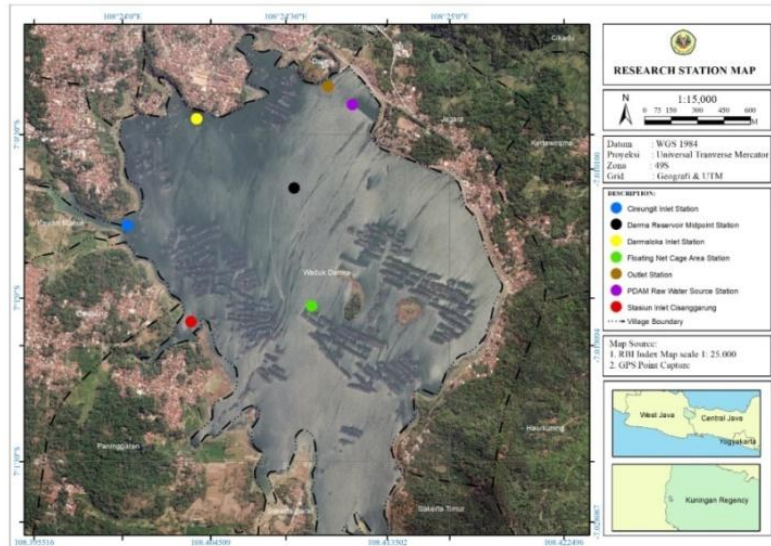 108°24'0"E 108°24'30"E 108°25'0"E
Cikadu
Jagara
Kertawirama
Waduk Darma
Paninggaran
Haurkuning
Sakerta Timur
108.395516 108.404509 108.413502 108.422496
RESEARCH STATION MAP
N
1:15,000
0 75 150 300 450 600
M
Datum : WGS 1984
Proyeksi : Universal Tranverse Mercator
Zona : 49S
Grid : Geografi & UTM
DESCRIPTION:
Cireungit Inlet Station
Darma Reservoir Midpoint Station
Darmaloka Inlet Station
Floating Net Cage Area Station
Outlet Station
PDAM Raw Water Source Station
Stasiun Inlet Cisanggarung
Village Boundary
Map Source:
1. RBI Index Map scale 1: 25.000
2. GPS Point Capture
West Java
Central Java
Yogyakarta
Kuningan Regency